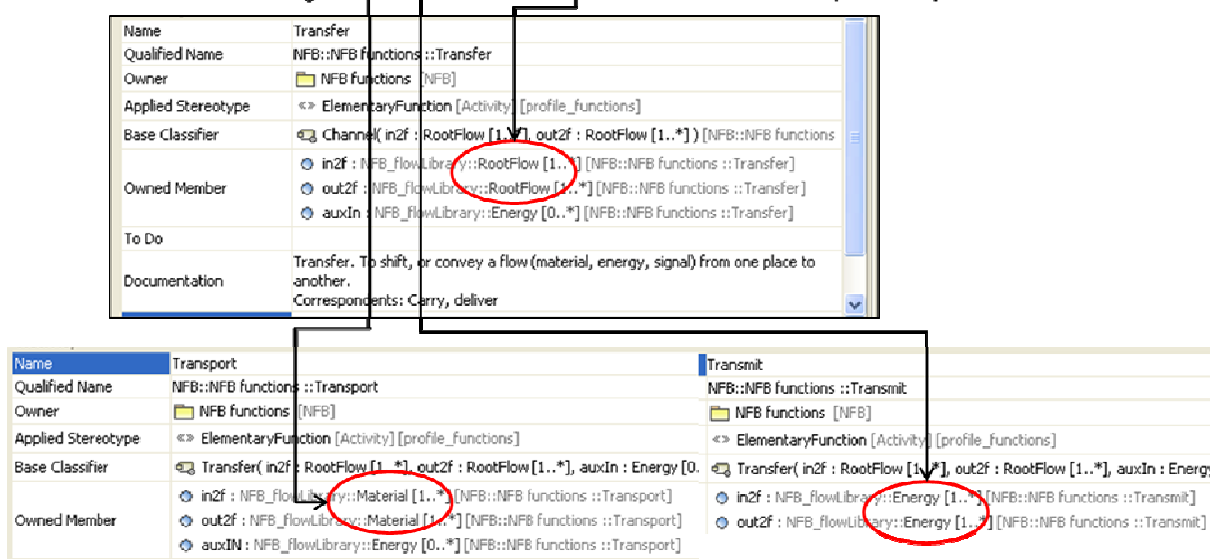 Name Transfer
Qualified Name NFB::NFB functions ::Transfer
Owner NFB functions [NFB]
Applied Stereotype «» ElementaryFunction [Activity] [profile_functions]
Base Classifier Channel( in2f : RootFlow [1..*], out2f : RootFlow [1..*] ) [NFB::NFB functions
in2f : NFB_flowLibrary::RootFlow [1..*] [NFB::NFB functions ::Transfer]
Owned Member out2f : NFB_flowLibrary::RootFlow [1..*] [NFB::NFB functions ::Transfer]
auxIn : NFB_flowLibrary::Energy [0..*] [NFB::NFB functions ::Transfer]
To Do
Transfer. To shift, or convey a flow (material, energy, signal) from one place to
Documentation another.
Correspondents: Carry, deliver
Name Transport
Qualified Name NFB::NFB functions ::Transport
Owner NFB functions [NFB]
Applied Stereotype «» ElementaryFunction [Activity] [profile_functions]
Base Classifier Transfer( in2f : RootFlow [1..*], out2f : RootFlow [1..*], auxIn : Energy [0.
in2f : NFB_flowLibrary::Material [1..*] [NFB::NFB functions ::Transport]
Owned Member out2f : NFB_flowLibrary::Material [1..*] [NFB::NFB functions ::Transport]
auxIN : NFB_flowLibrary::Energy [0..*] [NFB::NFB functions ::Transport]
Transmit
NFB::NFB functions ::Transmit
NFB functions [NFB]
«» ElementaryFunction [Activity] [profile_functions]
Transfer( in2f : RootFlow [1..*], out2f : RootFlow [1..*], auxIn : Energy
in2f : NFB_flowLibrary::Energy [1..*] [NFB::NFB functions ::Transmit]
out2f : NFB_flowLibrary::Energy [1..*] [NFB::NFB functions ::Transmit]